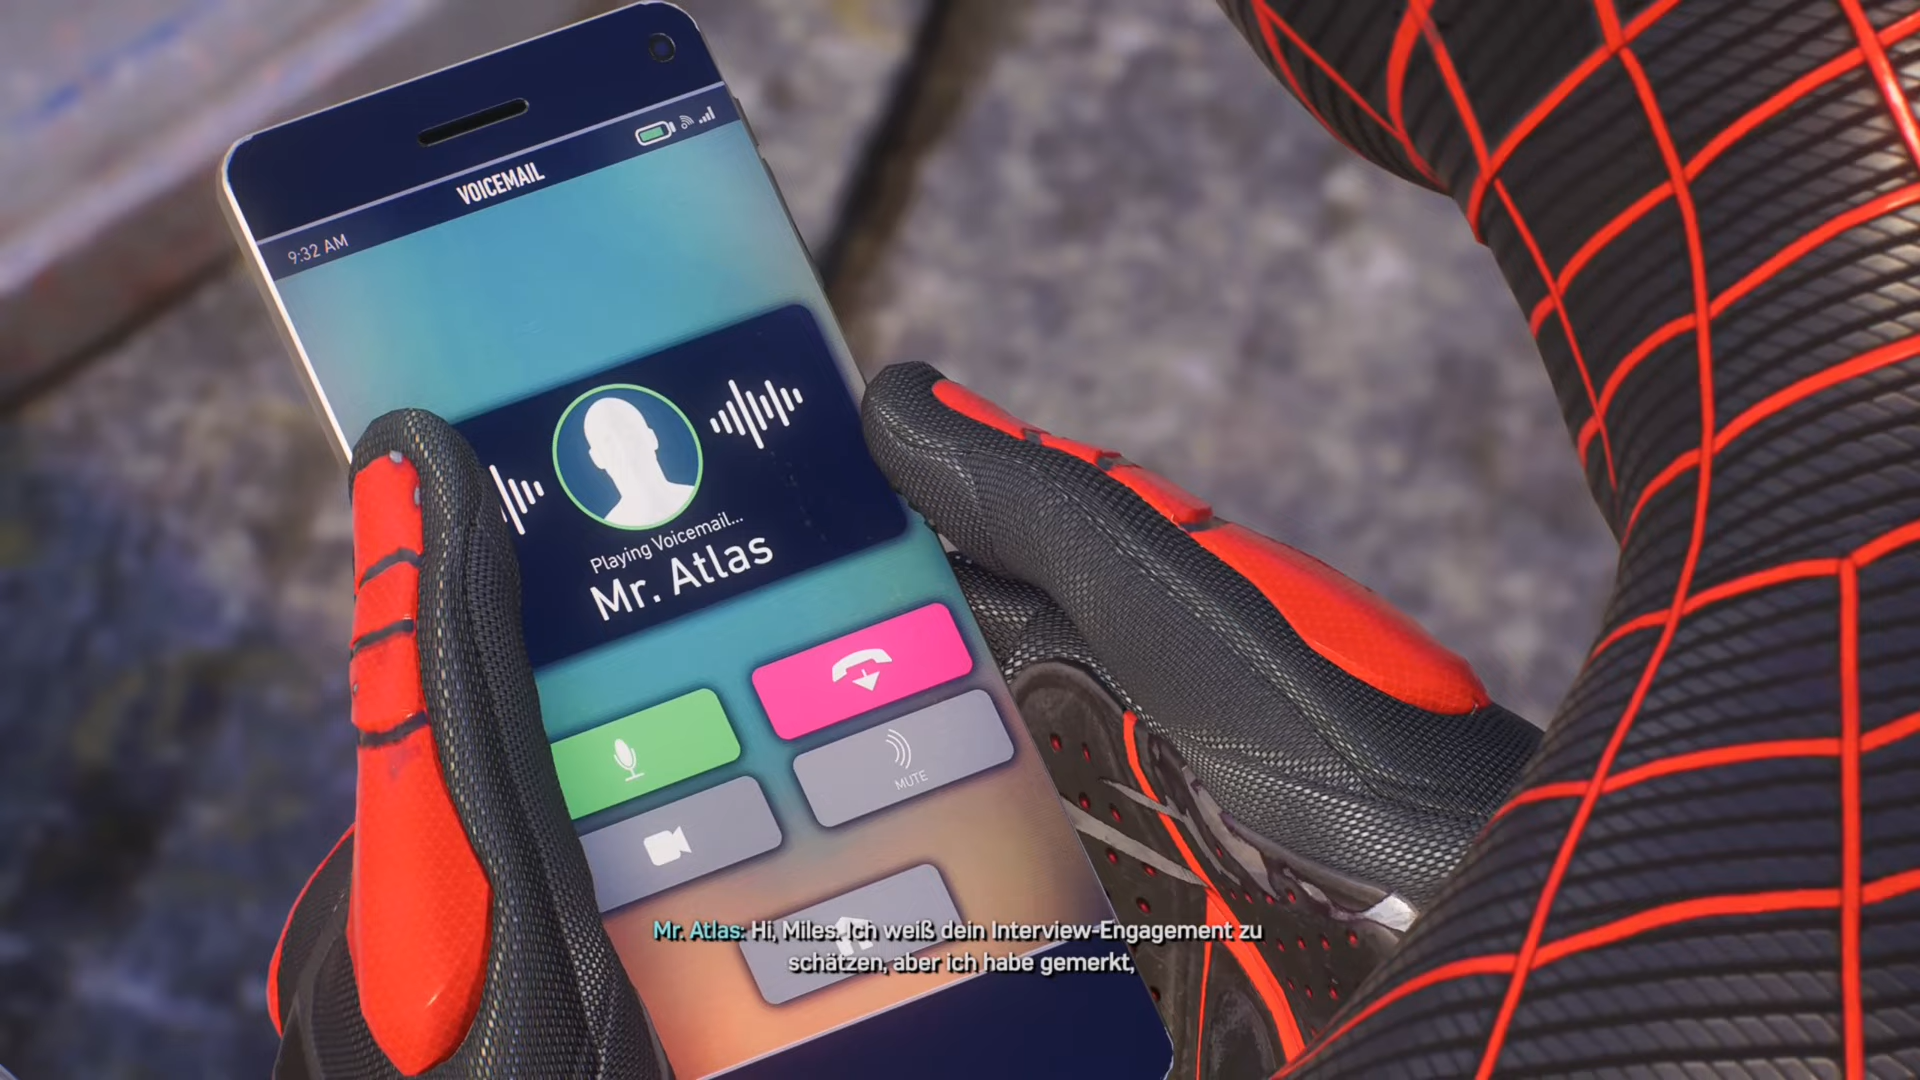 VOICEMAIL
9:32 AM
Playing Voicemail...
Mr. Atlas
MUTE
Mr. Atlas: Hi, Miles. Ich weiß dein Interview-Engagement zu
schätzen, aber ich habe gemerkt,